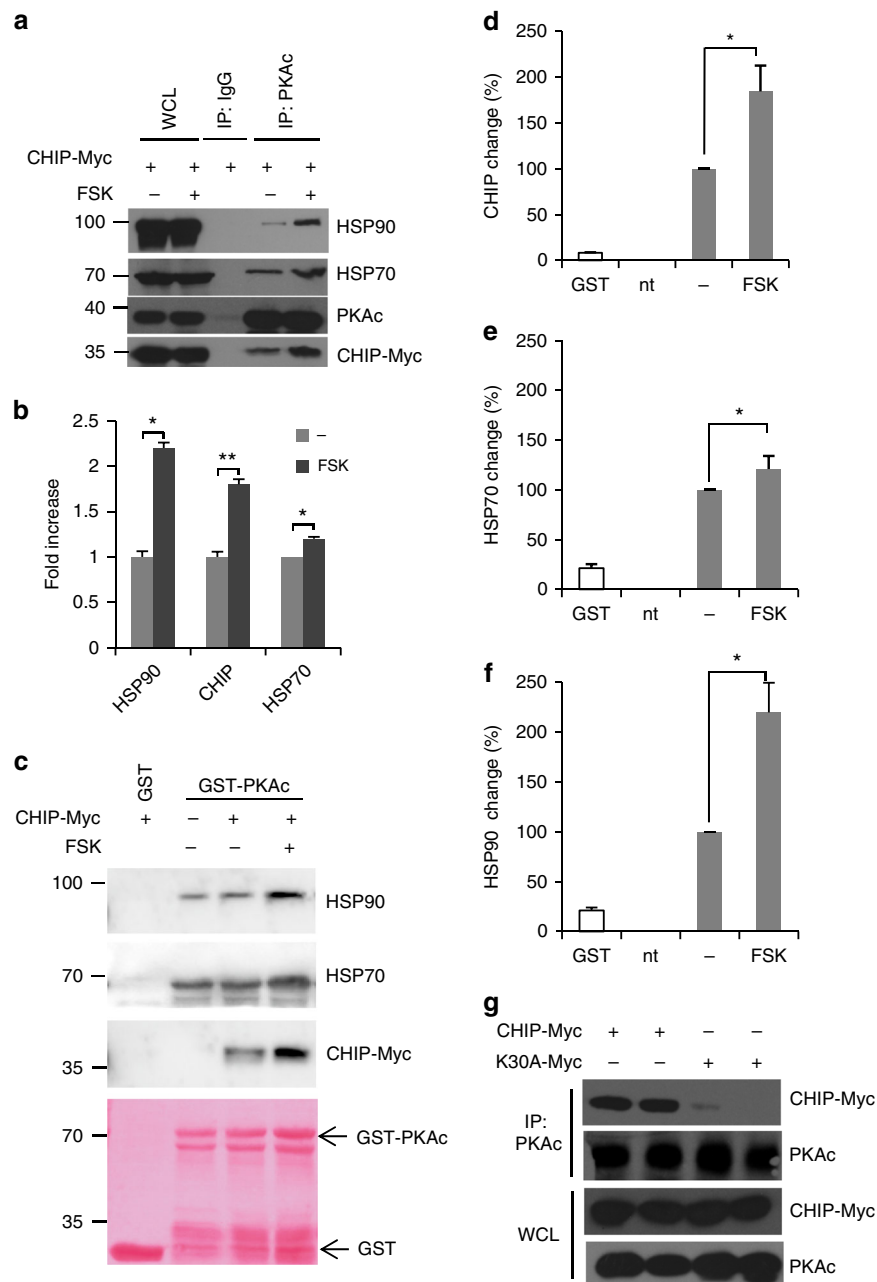 a
WCL
IP: IgG
IP: PKAc
CHIP-Myc + + + + +
FSK – + – +
100 HSP90
70 HSP70
40 PKAc
35 CHIP-Myc
b
Fold increase
2.5
2
1.5
1
0.5
0
–
FSK
*
**
*
HSP90 CHIP HSP70
c
GST
GST-PKAc
CHIP-Myc + – + +
FSK – – +
100 HSP90
70 HSP70
35 CHIP-Myc
70 GST-PKAc
35
GST
d
CHIP change (%)
250
200
150
100
50
0
*
GST nt – FSK
e
HSP70 change (%)
250
200
150
100
50
0
*
GST nt – FSK
f
HSP90 change (%)
250
200
150
100
50
0
*
GST nt – FSK
g
CHIP-Myc + + – –
K30A-Myc – – + +
IP: PKAc
CHIP-Myc
PKAc
WCL
CHIP-Myc
PKAc